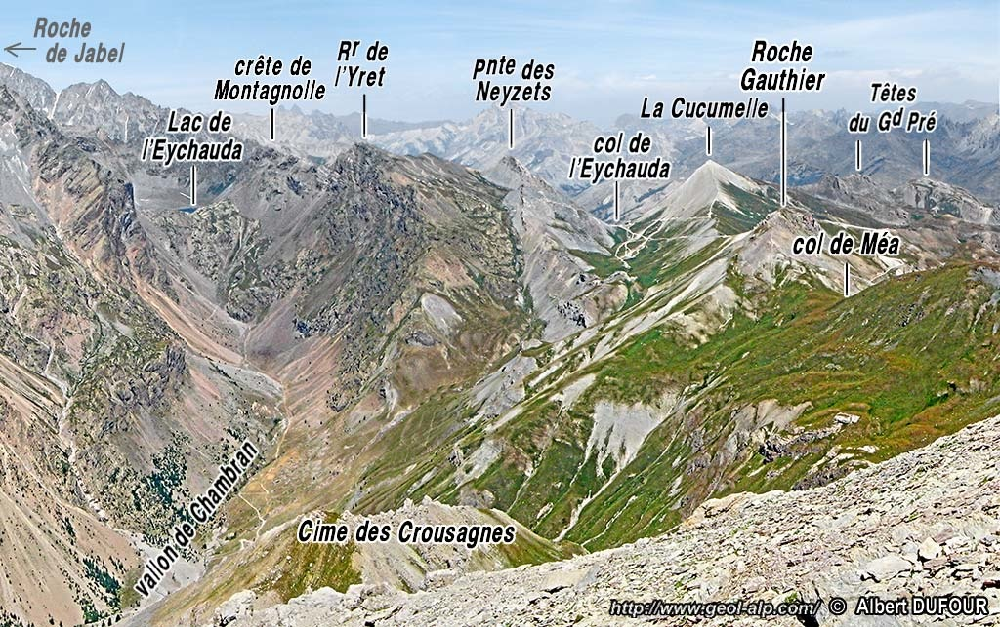 Roche
de Jabel
crête de
Montagnolle
Rr de
l'Yret
Pnte des
Neyzets
Roche
Gauthier
La Cucumelle
Têtes
du Gd Pré
Lac de
l'Eychauda
col de
l'Eychauda
col de Méa
vallon de Chambran
Cime des Crousagnes
http://www.geol-alp.com/ © Albert DUFOUR